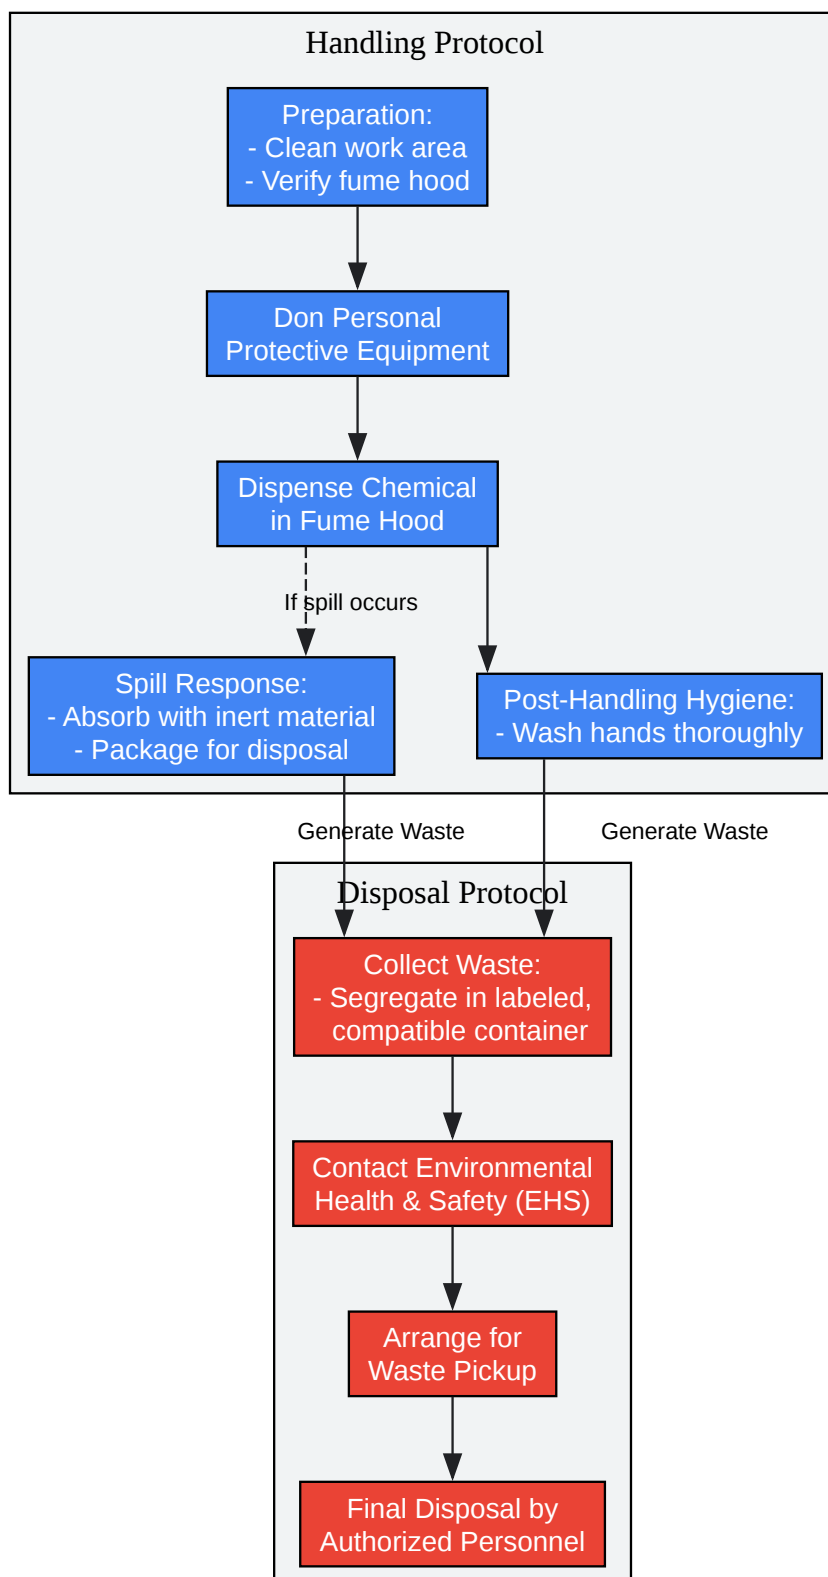 Handling Protocol
Preparation:
- Clean work area
- Verify fume hood
Don Personal
Protective Equipment
Dispense Chemical
in Fume Hood
If spill occurs
Spill Response:
- Absorb with inert material
- Package for disposal
Post-Handling Hygiene:
- Wash hands thoroughly
Generate Waste
Generate Waste
Disposal Protocol
Collect Waste:
- Segregate in labeled,
compatible container
Contact Environmental
Health & Safety (EHS)
Arrange for
Waste Pickup
Final Disposal by
Authorized Personnel